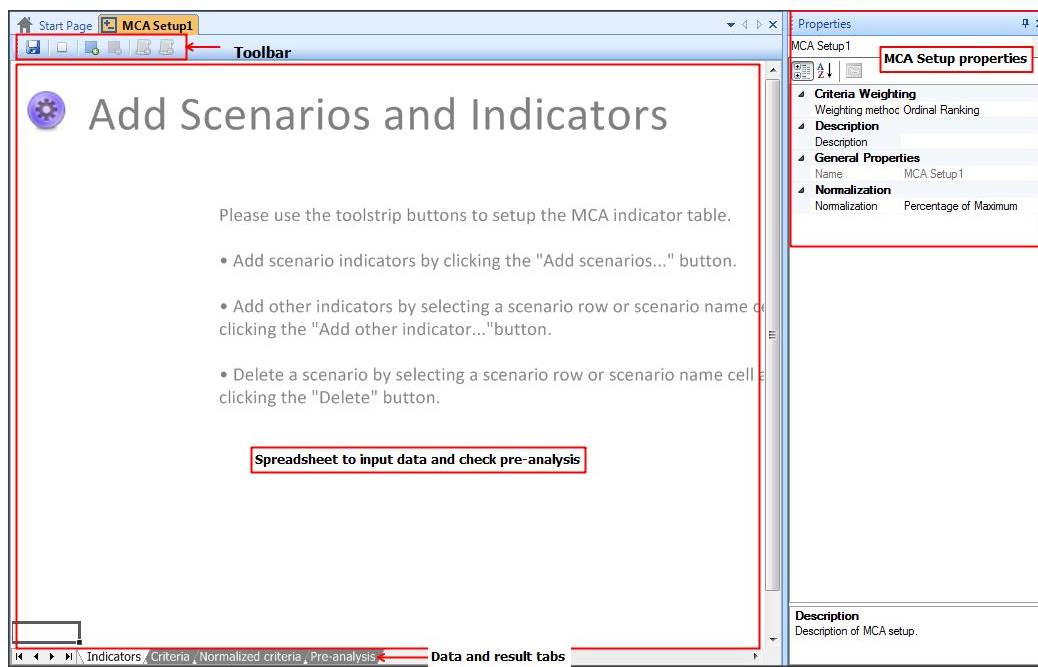 Start Page MCA Setup1
Toolbar
Add Scenarios and Indicators
Please use the toolstrip buttons to setup the MCA indicator table.
• Add scenario indicators by clicking the "Add scenarios..." button.
• Add other indicators by selecting a scenario row or scenario name ce
clicking the "Add other indicator..."button.
• Delete a scenario by selecting a scenario row or scenario name cell a
clicking the "Delete" button.
Spreadsheet to input data and check pre-analysis
Indicators Criteria Normalized criteria Pre-analysis
Data and result tabs
Properties
MCA Setup1
MCA Setup properties
Criteria Weighting
Weighting methoc Ordinal Ranking
Description
Description
General Properties
Name MCA Setup1
Normalization
Normalization Percentage of Maximum
Description
Description of MCA setup.